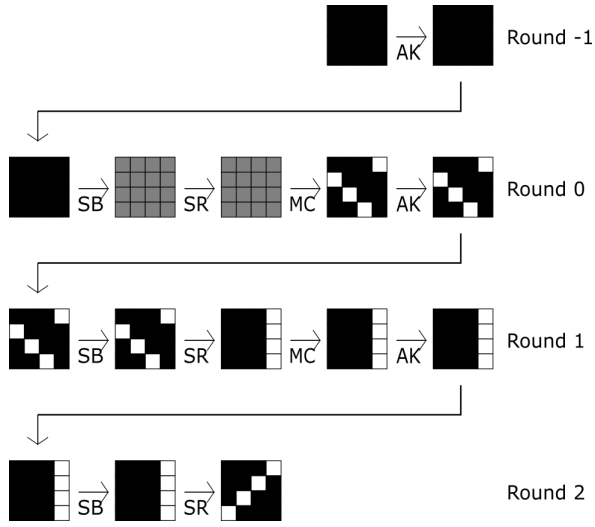 AK Round -1
SB SR MC AK Round 0
SB SR MC AK Round 1
SB SR Round 2